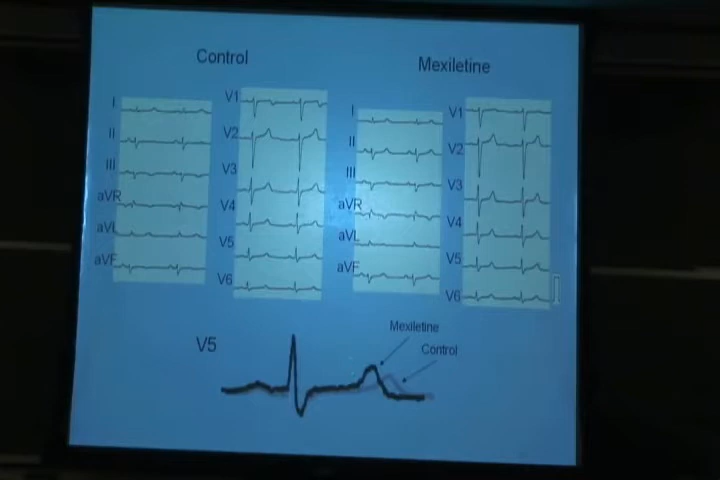 Control
Mexiletine
I
II
III
aVR
aVL
aVF
V1
V2
V3
V4
V5
V6
I
II
III
aVR
aVL
aVF
V1
V2
V3
V4
V5
V6
V5
Mexiletine
Control